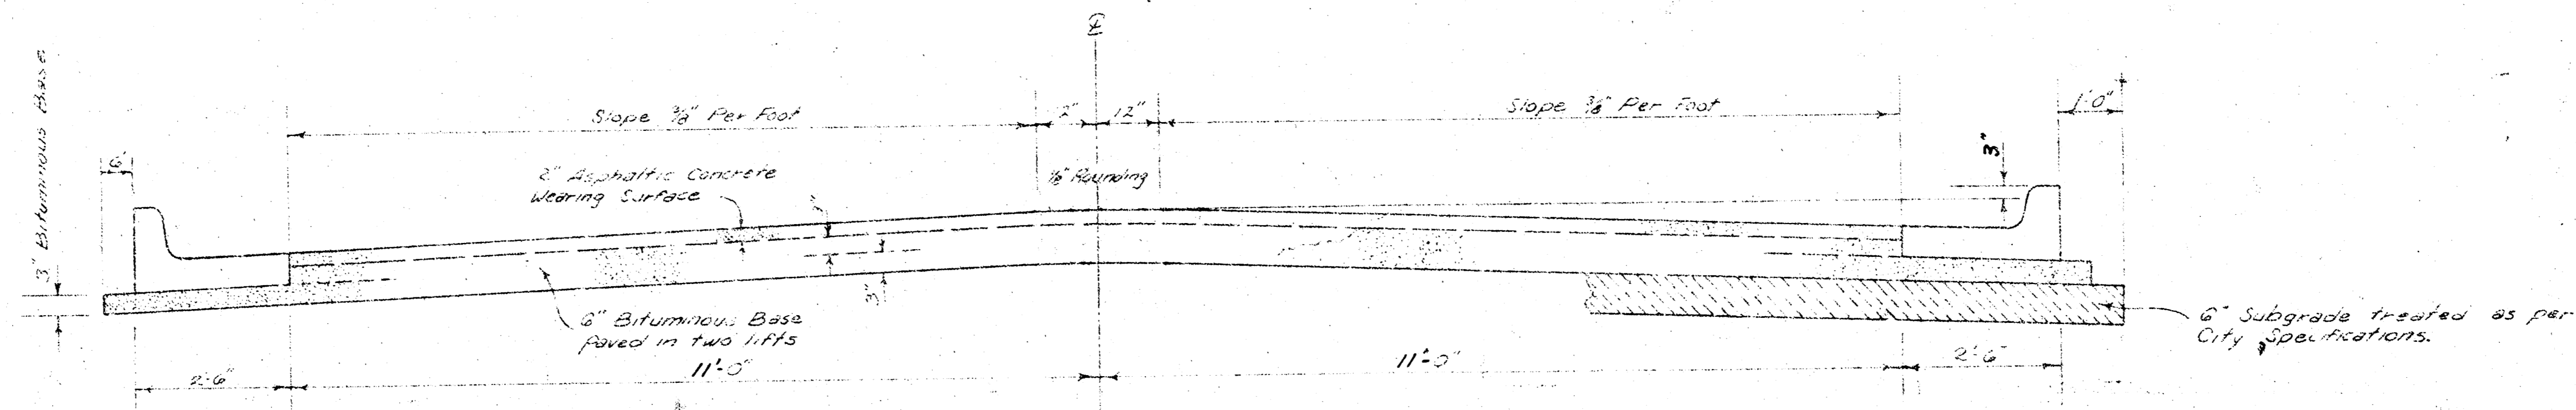 ℄
3" Bituminous Base
Slope 3/8" Per Foot
12"
Slope 3/8" Per Foot
1'-0"
6"
2" Asphaltic Concrete
Wearing Surface
1/2" Rounding
3"
3"
6" Bituminous Base
paved in two lifts
6" Subgrade treated as per
City Specifications.
2'-6"
11'-0"
11'-0"
2'-6"